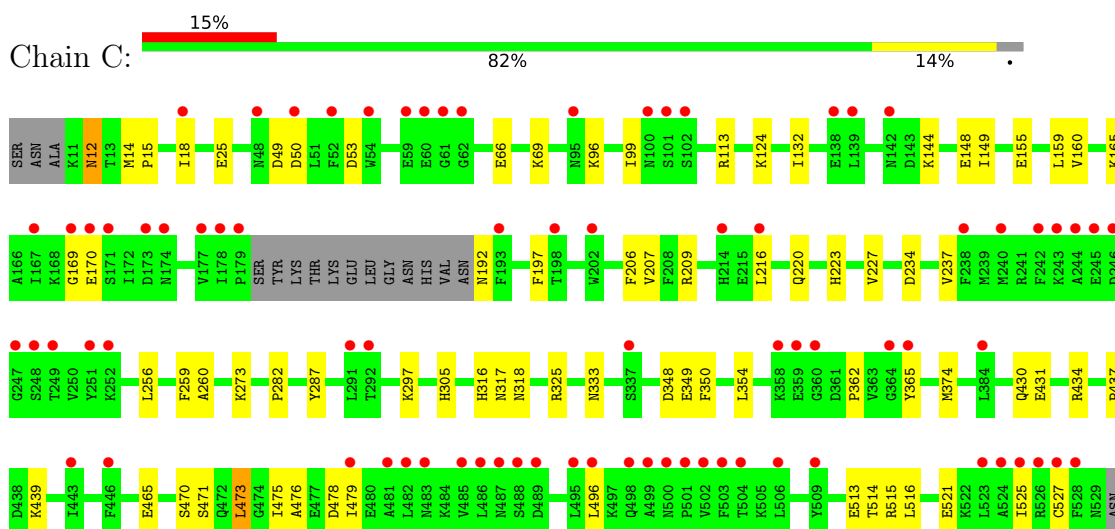 15%
Chain C:
82% 14%
SER ASN ALA K11 N12 T13 M14 P15 I18 E25 N48 D49 D50 L51 F52 D53 W54 N59 E60 G61 G62 E66 K69 N95 K96 I99 N100 S101 S102 R113 K124 I132 E138 L139 N142 D143 K144 E148 I149 E155 L159 V160 K165
A166 I167 K168 G169 E170 S171 I172 D173 N174 V177 I178 P179 SER TYR LYS THR LYS GLU LEU GLY ASN HIS VAL ASN N192 F193 F197 T198 W202 F206 V207 F208 R209 H214 E215 L216 Q220 H223 V227 D234 V237 F238 M239 M240 R241 F242 K243 A244 E245 D246
G247 S248 T249 V250 Y251 K252 L256 F259 A260 K273 P282 Y287 L291 T292 K297 H305 H316 N317 N318 R325 N333 S337 D348 E349 F350 L354 K358 E359 G360 D361 P362 V363 G364 Y365 M374 L384 Q430 E431 R434 R437
D438 K439 I443 F446 E465 S470 S471 Q472 L473 G474 I475 A476 E477 D478 I479 E480 A481 L482 N483 K484 V485 L486 N487 S488 D489 L495 L496 K497 Q498 A499 N500 P501 V502 F503 T504 K505 L506 Y509 E513 T514 R515 L516 E521 K522 L523 A524 I525 R526 G527 F528 N529